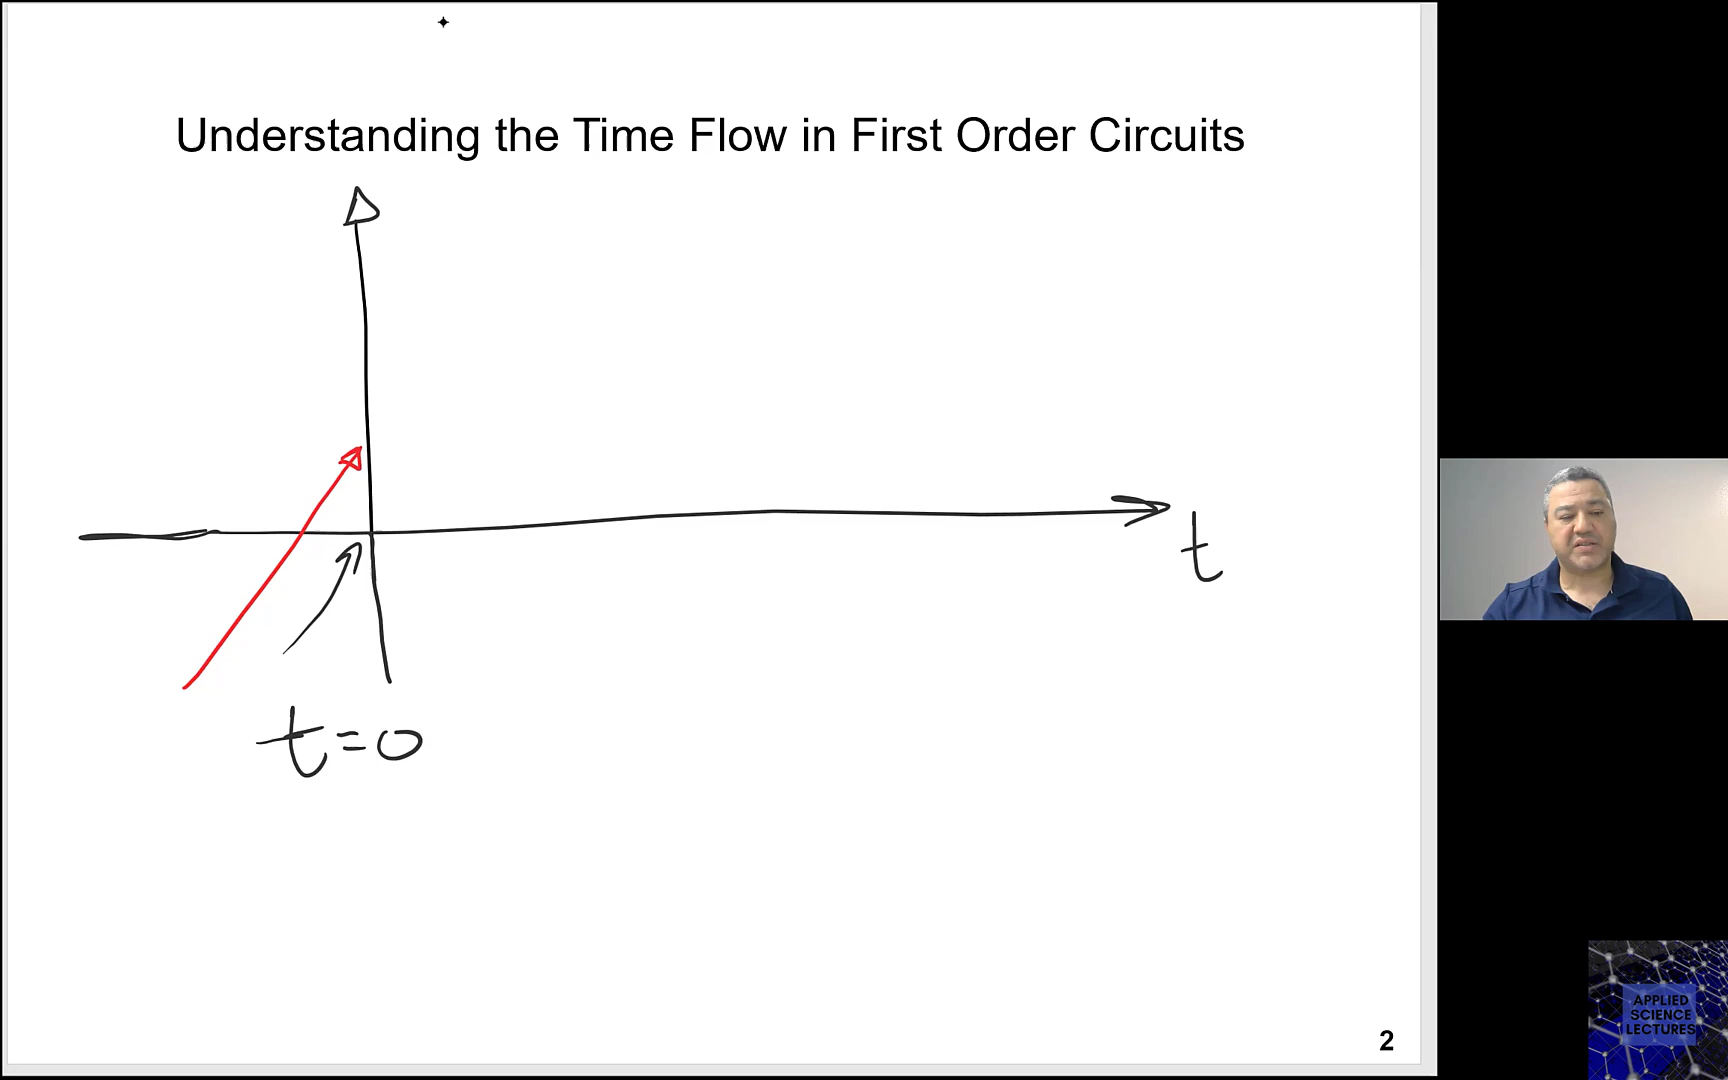 Understanding the Time Flow in First Order Circuits
t
t=0
2
APPLIED
SCIENCE
LECTURES